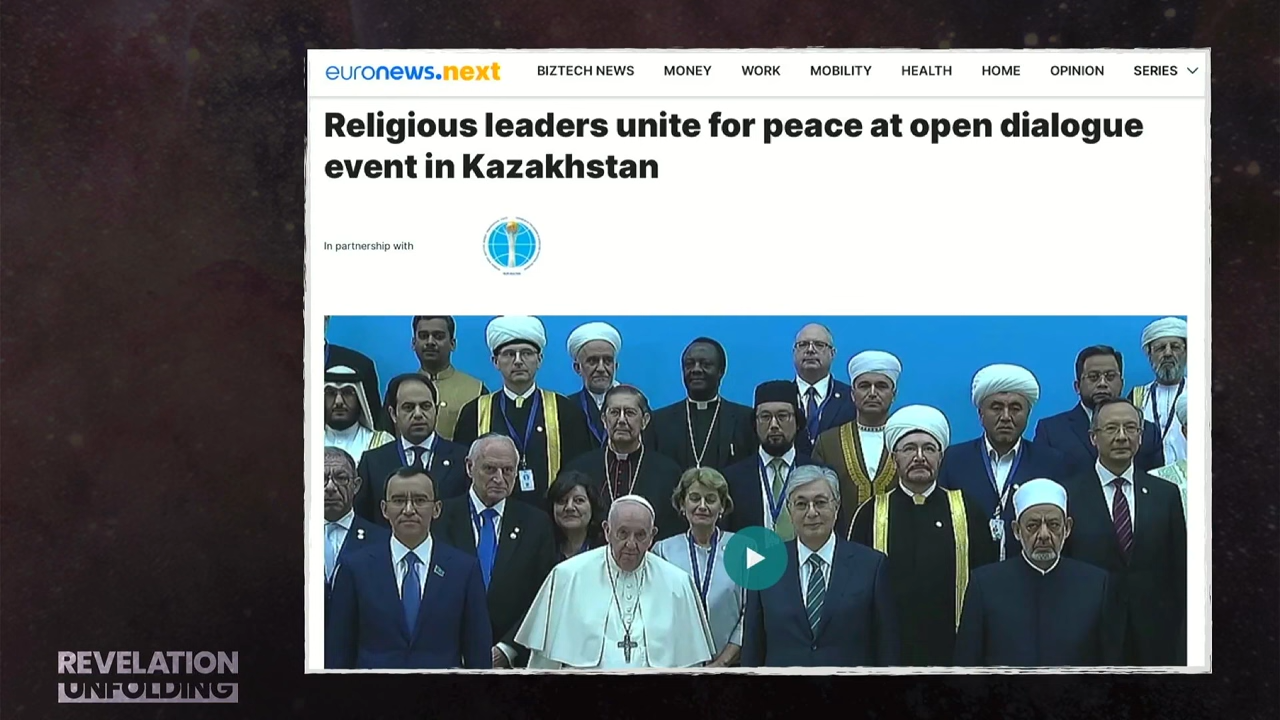 euronews.next
BIZTECH NEWS MONEY WORK MOBILITY HEALTH HOME OPINION SERIES
Religious leaders unite for peace at open dialogue
event in Kazakhstan
In partnership with
REVELATION
UNFOLDING